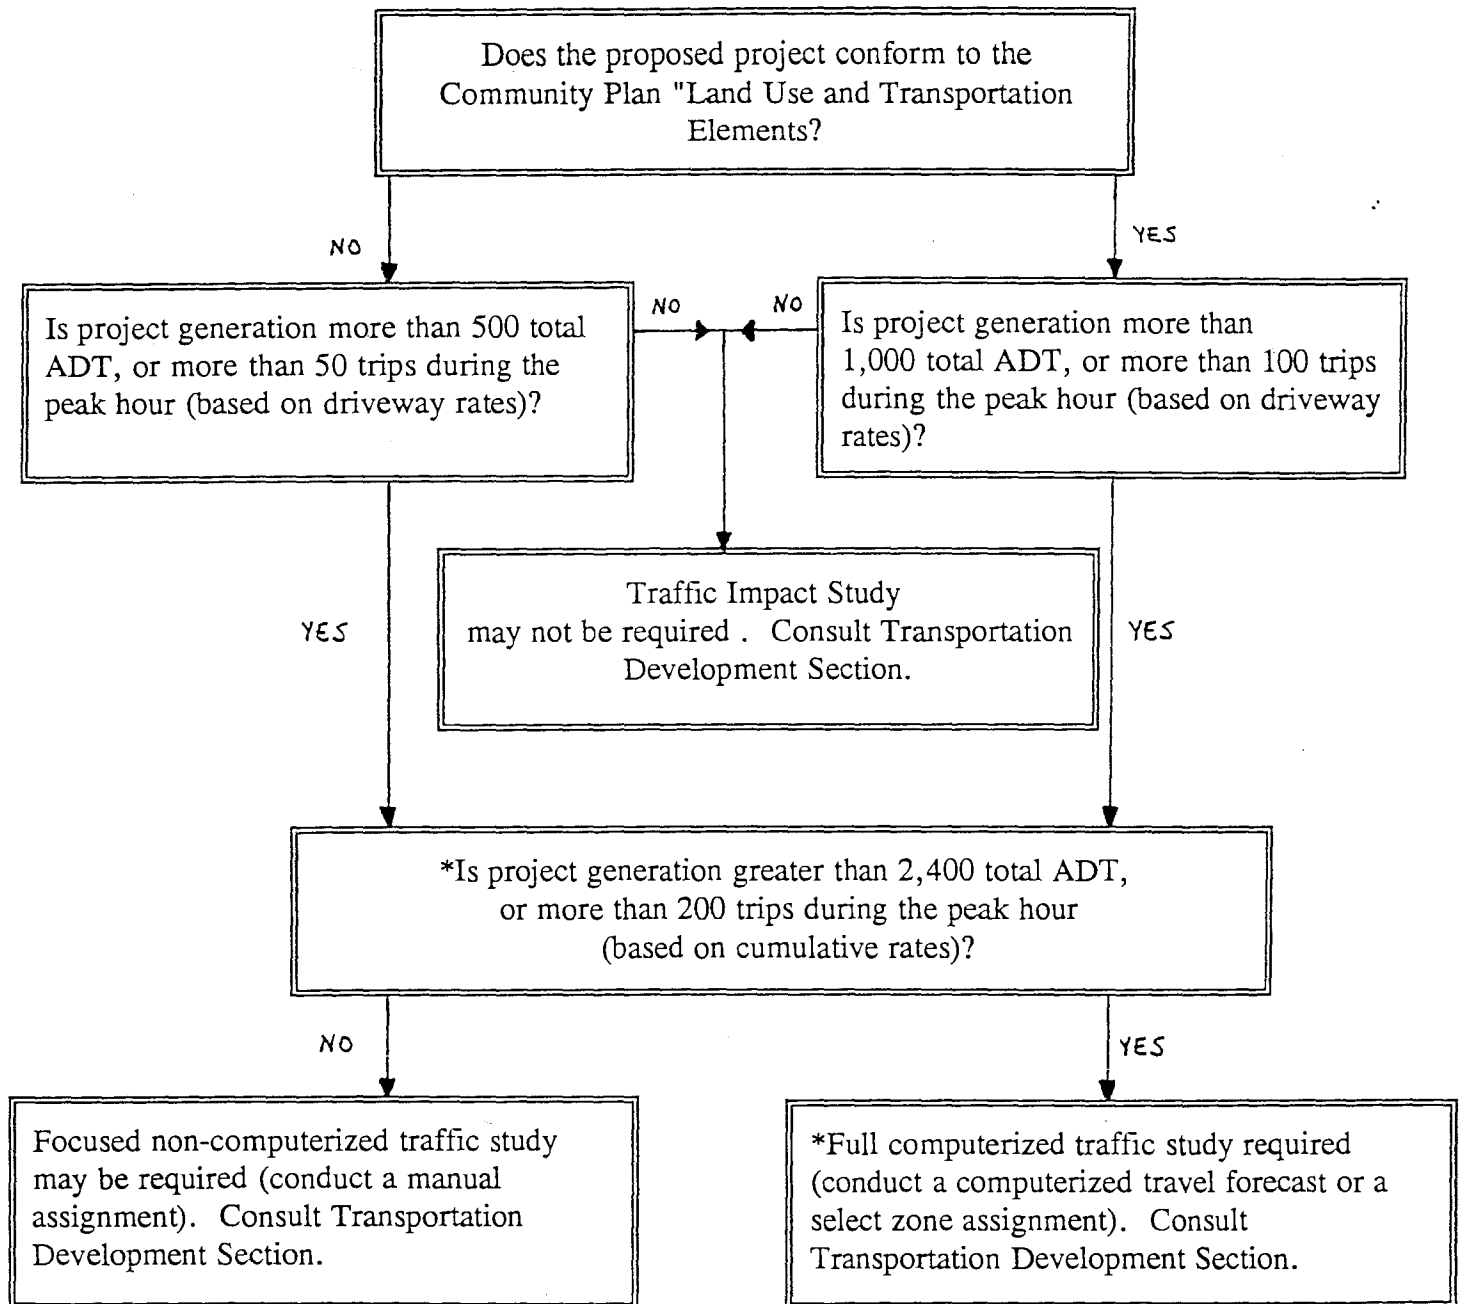 Does the proposed project conform to the
Community Plan "Land Use and Transportation
Elements?
NO
YES
Is project generation more than 500 total
ADT, or more than 50 trips during the
peak hour (based on driveway rates)?
NO
NO
Is project generation more than
1,000 total ADT, or more than 100 trips
during the peak hour (based on driveway
rates)?
Traffic Impact Study
may not be required . Consult Transportation
Development Section.
YES
YES
*Is project generation greater than 2,400 total ADT,
or more than 200 trips during the peak hour
(based on cumulative rates)?
NO
YES
Focused non-computerized traffic study
may be required (conduct a manual
assignment). Consult Transportation
Development Section.
*Full computerized traffic study required
(conduct a computerized travel forecast or a
select zone assignment). Consult
Transportation Development Section.